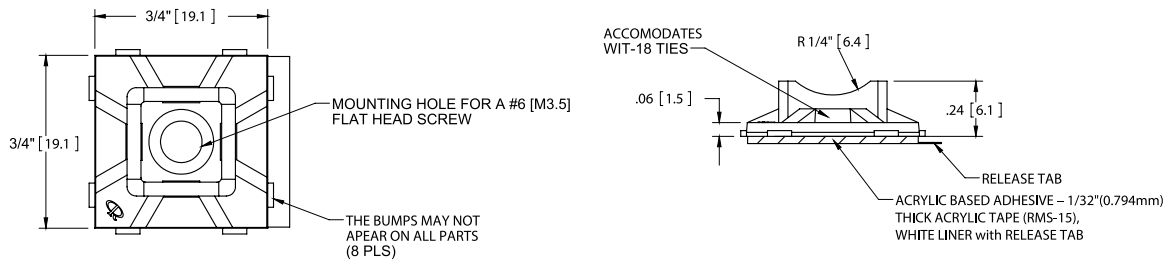 3/4" [19.1]
3/4" [19.1]
MOUNTING HOLE FOR A #6 [M3.5]
FLAT HEAD SCREW
THE BUMPS MAY NOT
APEAR ON ALL PARTS
(8 PLS)
ACCOMODATES
WIT-18 TIES
R 1/4" [6.4]
.06 [1.5]
.24 [6.1]
RELEASE TAB
ACRYLIC BASED ADHESIVE – 1/32"(0.794mm)
THICK ACRYLIC TAPE (RMS-15),
WHITE LINER with RELEASE TAB